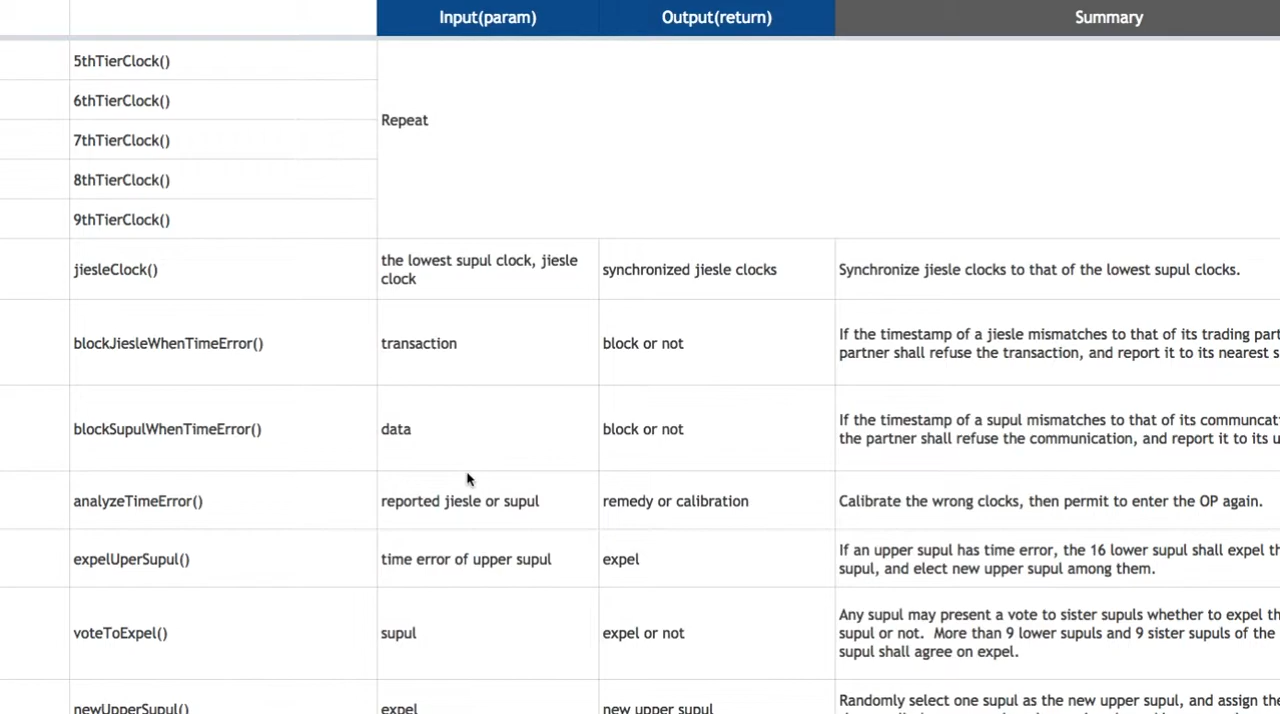 Input(param) Output(return) Summary
5thTierClock()
6thTierClock()
Repeat
7thTierClock()
8thTierClock()
9thTierClock()
jiesleClock()
the lowest supul clock, jiesle
clock
synchronized jiesle clocks
Synchronize jiesle clocks to that of the lowest supul clocks.
blockJiesleWhenTimeError()
transaction
block or not
If the timestamp of a jiesle mismatches to that of its trading part
partner shall refuse the transaction, and report it to its nearest s
blockSupulWhenTimeError()
data
block or not
If the timestamp of a supul mismatches to that of its communcati
the partner shall refuse the communication, and report it to its u
analyzeTimeError()
reported jiesle or supul
remedy or calibration
Calibrate the wrong clocks, then permit to enter the OP again.
expelUperSupul()
time error of upper supul
expel
If an upper supul has time error, the 16 lower supul shall expel th
supul, and elect new upper supul among them.
voteToExpel()
supul
expel or not
Any supul may present a vote to sister supuls whether to expel th
supul or not. More than 9 lower supuls and 9 sister supuls of the
supul shall agree on expel.
newUpperSupul()
expel
new upper supul
Randomly select one supul as the new upper supul, and assign the